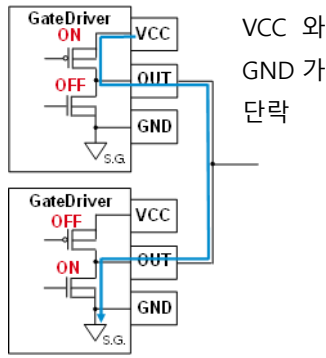 GateDriver
ON
VCC
OFF
OUT
GND
S.G.
VCC 와
GND 가
단락
GateDriver
OFF
VCC
ON
OUT
GND
S.G.